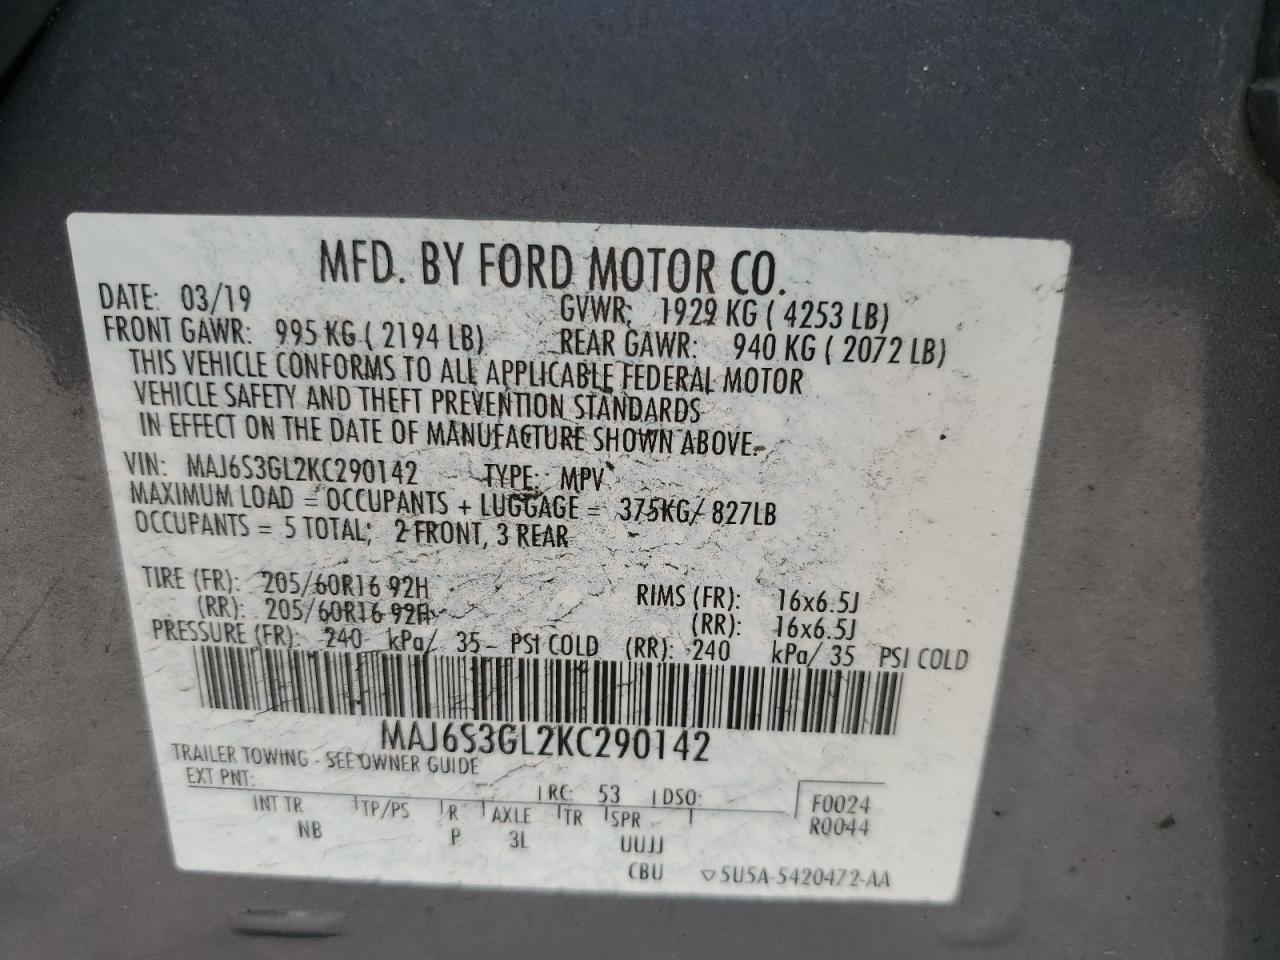 MFD. BY FORD MOTOR CO.
DATE: 03/19 GVWR: 1929 KG ( 4253 LB)
FRONT GAWR: 995 KG ( 2194 LB) REAR GAWR: 940 KG ( 2072 LB)
THIS VEHICLE CONFORMS TO ALL APPLICABLE FEDERAL MOTOR
VEHICLE SAFETY AND THEFT PREVENTION STANDARDS
IN EFFECT ON THE DATE OF MANUFACTURE SHOWN ABOVE.
VIN: MAJ6S3GL2KC290142 TYPE: MPV
MAXIMUM LOAD = OCCUPANTS + LUGGAGE = 375KG/ 827LB
OCCUPANTS = 5 TOTAL; 2 FRONT, 3 REAR
TIRE (FR): 205/60R16 92H RIMS (FR): 16x6.5J
(RR): 205/60R16 92H (RR): 16x6.5J
PRESSURE (FR): 240 kPa/ 35 PSI COLD (RR): 240 kPa/ 35 PSI COLD
MAJ6S3GL2KC290142
TRAILER TOWING - SEE OWNER GUIDE
EXT PNT: RC: 53 DSO: F0024
INT TR TP/PS R AXLE TR SPR R0044
NB P 3L UUJJ
CBU ▽5U5A-5420472-AA